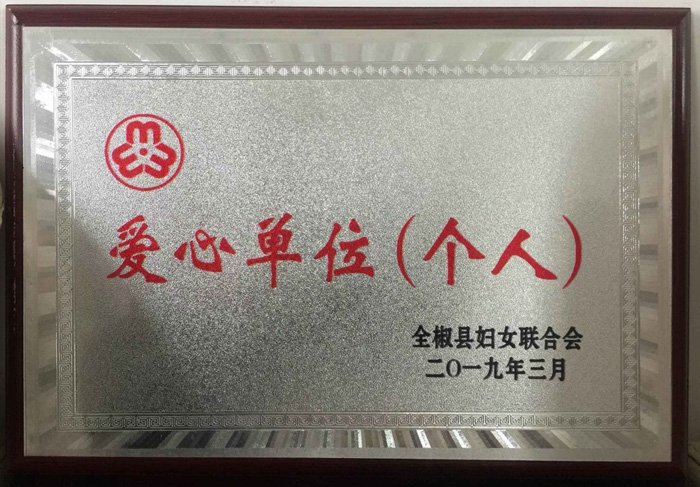 爱心单位(个人)
全椒县妇女联合会
二〇一九年三月